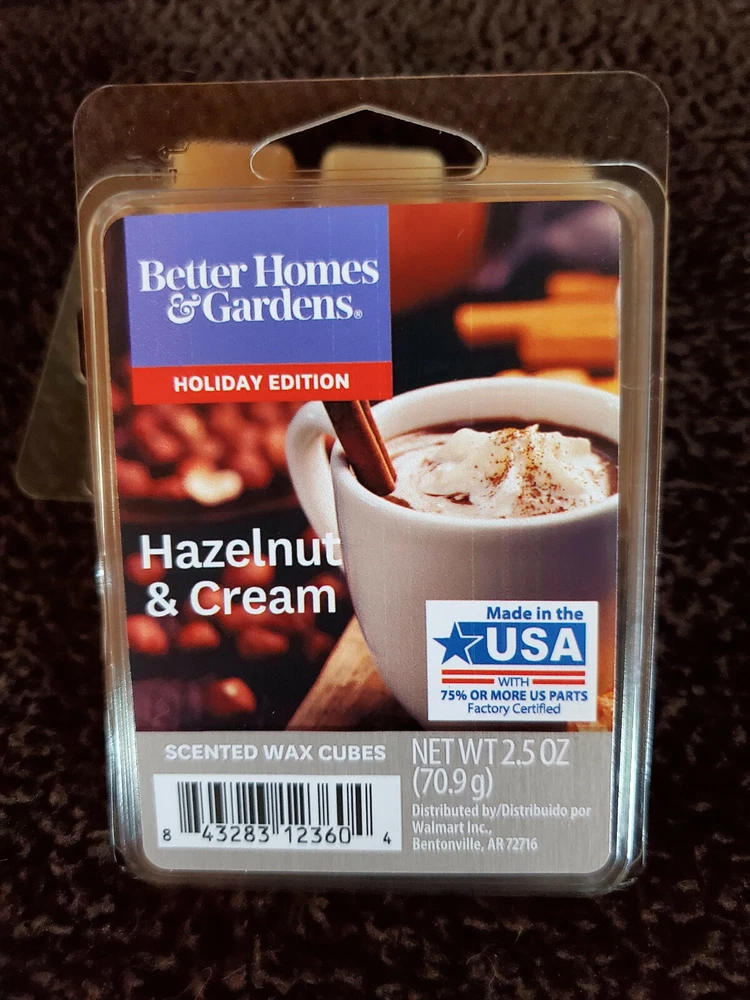 Better Homes
& Gardens®
HOLIDAY EDITION
Hazelnut
& Cream
Made in the
USA
WITH
75% OR MORE US PARTS
Factory Certified
SCENTED WAX CUBES
NET WT 2.5 OZ
(70.9 g)
8 43283 12360 4
Distributed by/Distribuido por
Walmart Inc.,
Bentonville, AR 72716